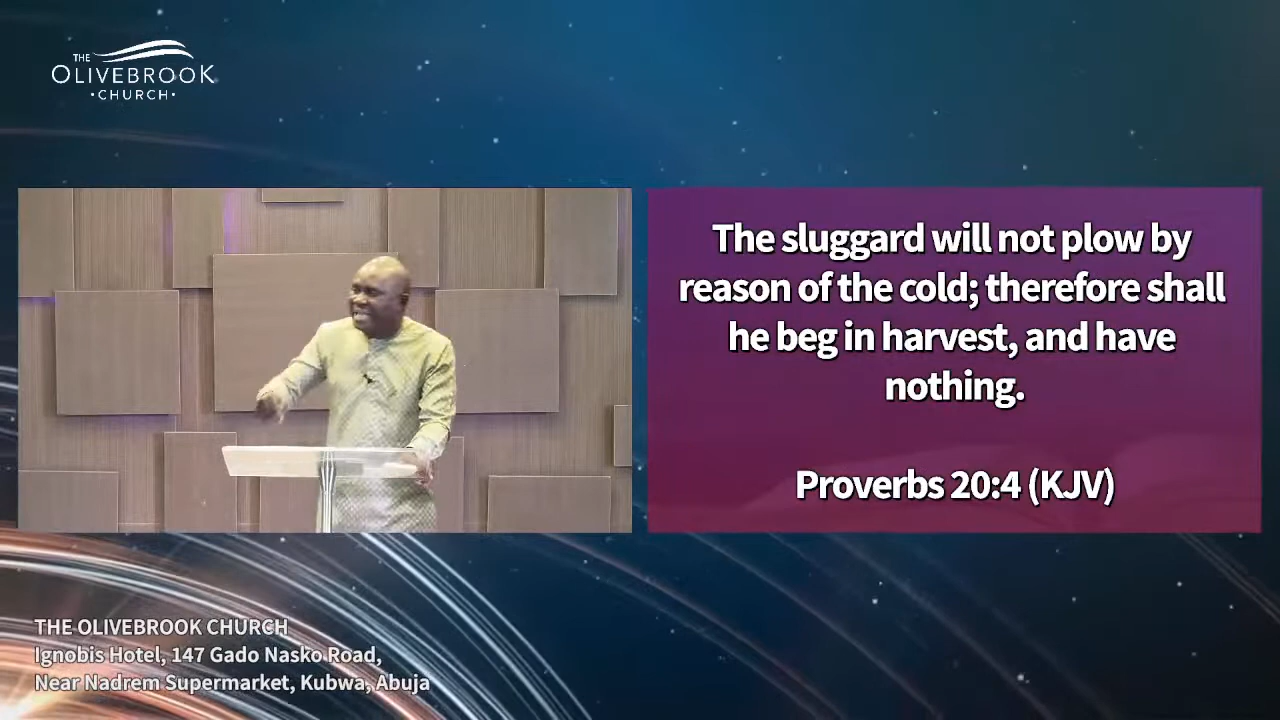 THE
OLIVEBROOK
•CHURCH•
The sluggard will not plow by
reason of the cold; therefore shall
he beg in harvest, and have
nothing.
Proverbs 20:4 (KJV)
THE OLIVEBROOK CHURCH
Ignobis Hotel, 147 Gado Nasko Road,
Near Nadrem Supermarket, Kubwa, Abuja